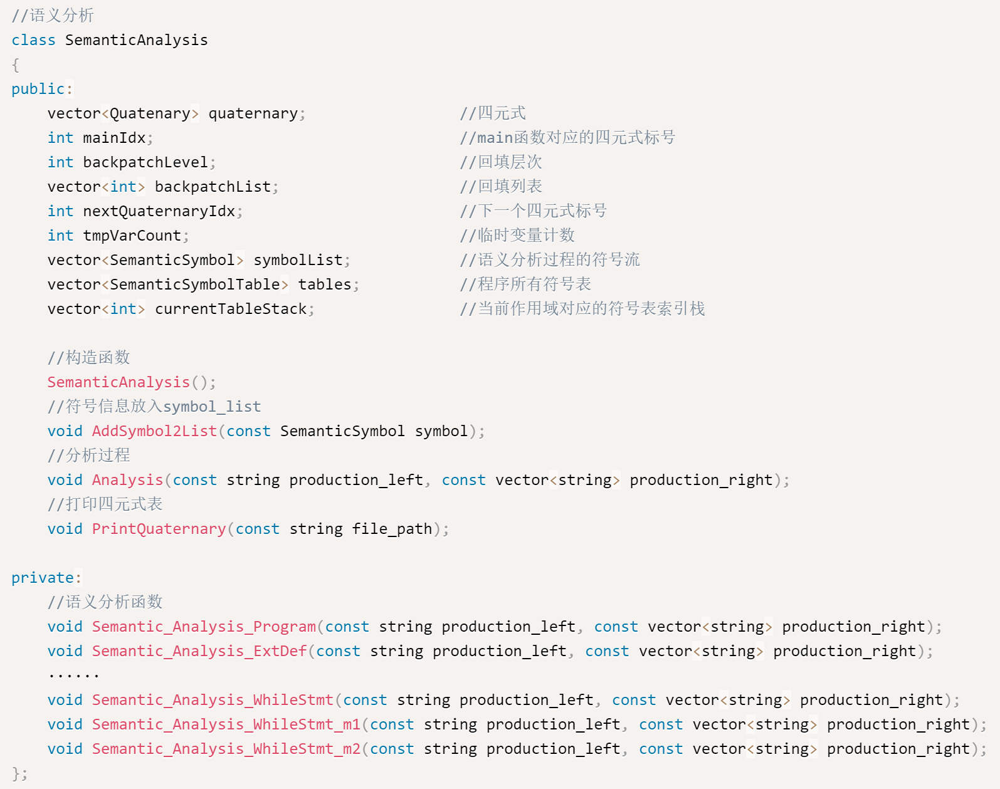 //语义分析
class SemanticAnalysis
{
public:
    vector<Quatenary> quaternary;                 //四元式
    int mainIdx;                                  //main函数对应的四元式标号
    int backpatchLevel;                           //回填层次
    vector<int> backpatchList;                    //回填列表
    int nextQuaternaryIdx;                        //下一个四元式标号
    int tmpVarCount;                              //临时变量计数
    vector<SemanticSymbol> symbolList;            //语义分析过程的符号流
    vector<SemanticSymbolTable> tables;           //程序所有符号表
    vector<int> currentTableStack;                //当前作用域对应的符号表索引栈

    //构造函数
    SemanticAnalysis();
    //符号信息放入symbol_list
    void AddSymbol2List(const SemanticSymbol symbol);
    //分析过程
    void Analysis(const string production_left, const vector<string> production_right);
    //打印四元式表
    void PrintQuaternary(const string file_path);

private:
    //语义分析函数
    void Semantic_Analysis_Program(const string production_left, const vector<string> production_right);
    void Semantic_Analysis_ExtDef(const string production_left, const vector<string> production_right);
    ......
    void Semantic_Analysis_WhileStmt(const string production_left, const vector<string> production_right);
    void Semantic_Analysis_WhileStmt_m1(const string production_left, const vector<string> production_right);
    void Semantic_Analysis_WhileStmt_m2(const string production_left, const vector<string> production_right);
};